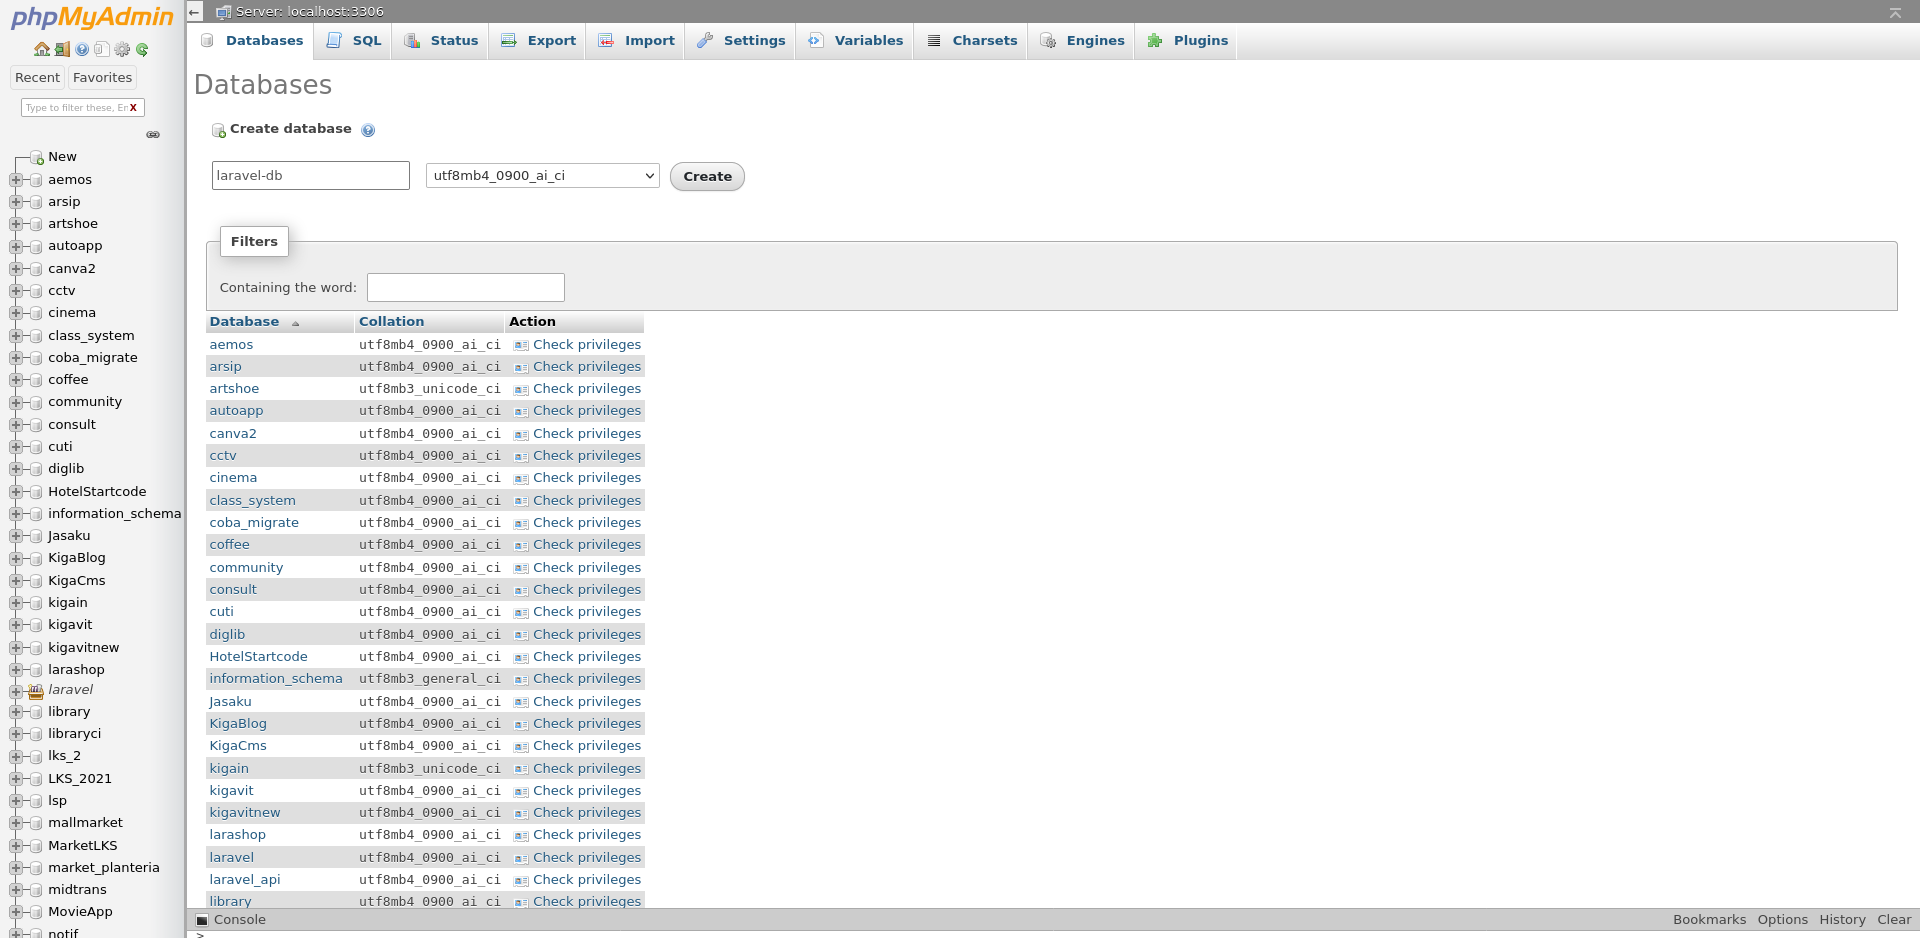 phpMyAdmin
Recent Favorites
Type to filter these, En X
New
aemos
arsip
artshoe
autoapp
canva2
cctv
cinema
class_system
coba_migrate
coffee
community
consult
cuti
diglib
HotelStartcode
information_schema
Jasaku
KigaBlog
KigaCms
kigain
kigavit
kigavitnew
larashop
laravel
library
libraryci
lks_2
LKS_2021
lsp
mallmarket
MarketLKS
market_planteria
midtrans
MovieApp
notif
Server: localhost:3306
Databases SQL Status Export Import Settings Variables Charsets Engines Plugins
Databases
Create database
laravel-db utf8mb4_0900_ai_ci Create
Filters
Containing the word:
Database Collation Action
aemos utf8mb4_0900_ai_ci Check privileges
arsip utf8mb4_0900_ai_ci Check privileges
artshoe utf8mb3_unicode_ci Check privileges
autoapp utf8mb4_0900_ai_ci Check privileges
canva2 utf8mb4_0900_ai_ci Check privileges
cctv utf8mb4_0900_ai_ci Check privileges
cinema utf8mb4_0900_ai_ci Check privileges
class_system utf8mb4_0900_ai_ci Check privileges
coba_migrate utf8mb4_0900_ai_ci Check privileges
coffee utf8mb4_0900_ai_ci Check privileges
community utf8mb4_0900_ai_ci Check privileges
consult utf8mb4_0900_ai_ci Check privileges
cuti utf8mb4_0900_ai_ci Check privileges
diglib utf8mb4_0900_ai_ci Check privileges
HotelStartcode utf8mb4_0900_ai_ci Check privileges
information_schema utf8mb3_general_ci Check privileges
Jasaku utf8mb4_0900_ai_ci Check privileges
KigaBlog utf8mb4_0900_ai_ci Check privileges
KigaCms utf8mb4_0900_ai_ci Check privileges
kigain utf8mb3_unicode_ci Check privileges
kigavit utf8mb4_0900_ai_ci Check privileges
kigavitnew utf8mb4_0900_ai_ci Check privileges
larashop utf8mb4_0900_ai_ci Check privileges
laravel utf8mb4_0900_ai_ci Check privileges
laravel_api utf8mb4_0900_ai_ci Check privileges
library utf8mb4_0900_ai_ci Check privileges
Console Bookmarks Options History Clear
>